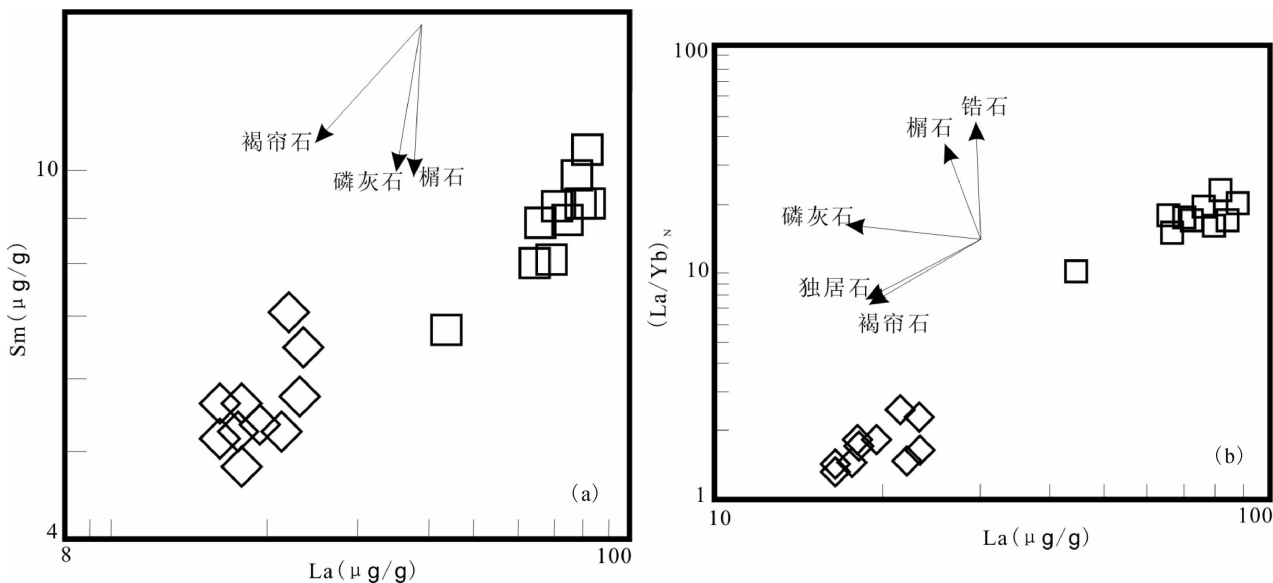 10
4
Sm(μg/g)
褐帘石
磷灰石
榍石
(a)
8
100
La(μg/g)
100
10
1
(La/Yb)N
锆石
榍石
磷灰石
独居石
褐帘石
(b)
10
100
La(μg/g)